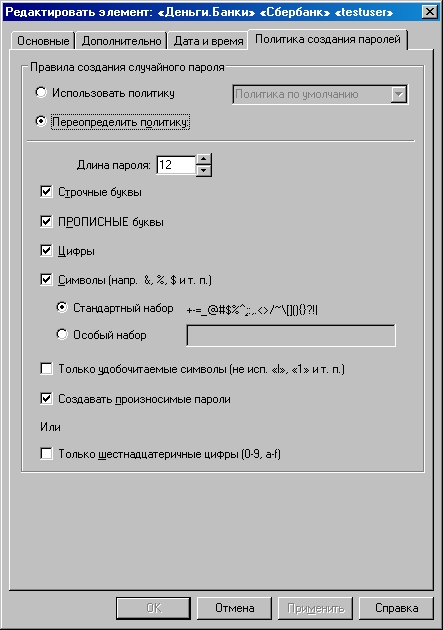 Редактировать элемент: «Деньги.Банки» «Сбербанк» «testuser»
Основные Дополнительно Дата и время Политика создания паролей
Правила создания случайного пароля
Использовать политику Политика по умолчанию
Переопределить политику:
Длина пароля: 12
Строчные буквы
ПРОПИСНЫЕ буквы
Цифры
Символы (напр. &, %, $ и т. п.)
Стандартный набор +-=_@#$%^;:,.<>/~\[](){}?!|
Особый набор
Только удобочитаемые символы (не исп. «l», «1» и т. п.)
Создавать произносимые пароли
Или
Только шестнадцатеричные цифры (0-9, a-f)
OK Отмена Применить Справка